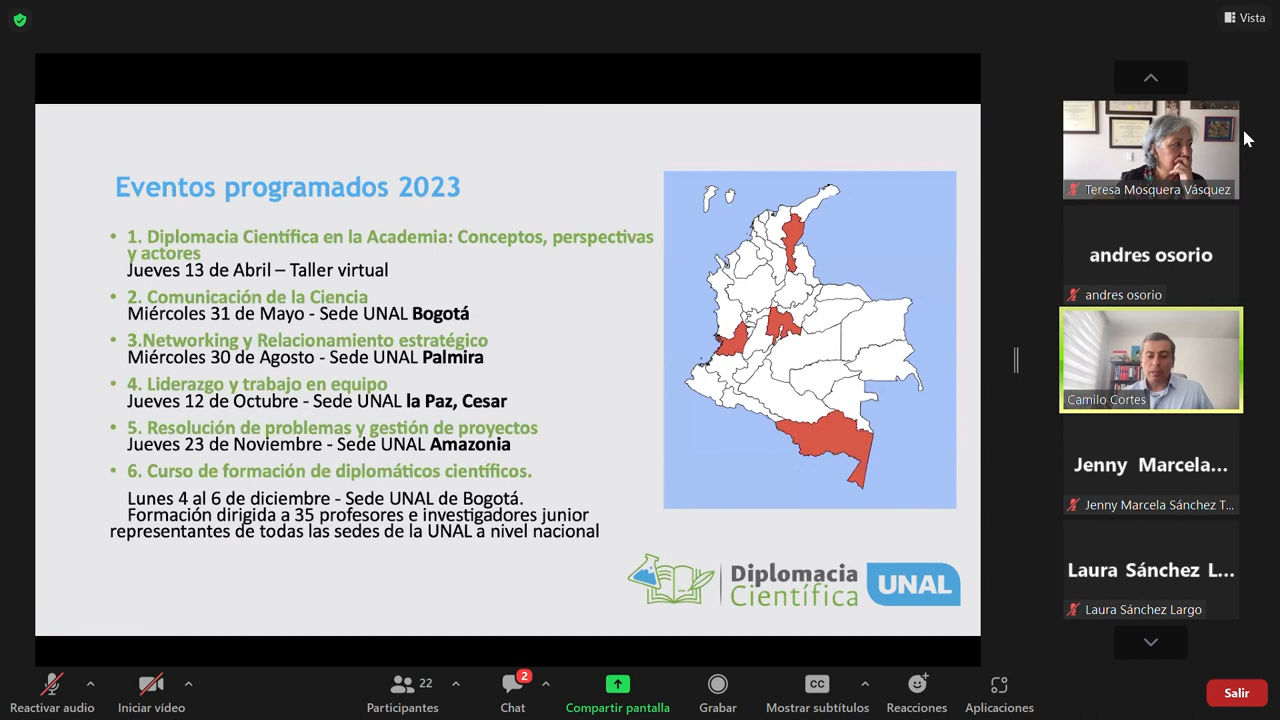 Vista
Eventos programados 2023
• 1. Diplomacia Científica en la Academia: Conceptos, perspectivas
y actores
Jueves 13 de Abril – Taller virtual
• 2. Comunicación de la Ciencia
Miércoles 31 de Mayo - Sede UNAL Bogotá
• 3.Networking y Relacionamiento estratégico
Miércoles 30 de Agosto - Sede UNAL Palmira
• 4. Liderazgo y trabajo en equipo
Jueves 12 de Octubre - Sede UNAL la Paz, Cesar
• 5. Resolución de problemas y gestión de proyectos
Jueves 23 de Noviembre - Sede UNAL Amazonia
• 6. Curso de formación de diplomáticos científicos.
Lunes 4 al 6 de diciembre - Sede UNAL de Bogotá.
Formación dirigida a 35 profesores e investigadores junior
representantes de todas las sedes de la UNAL a nivel nacional
Diplomacia
Científica
UNAL
Teresa Mosquera Vásquez
andres osorio
andres osorio
Camilo Cortes
Jenny Marcela...
Jenny Marcela Sánchez T...
Laura Sánchez L...
Laura Sánchez Largo
Reactivar audio
Iniciar vídeo
22
Participantes
2
Chat
Compartir pantalla
Grabar
CC
Mostrar subtítulos
Reacciones
Aplicaciones
Salir